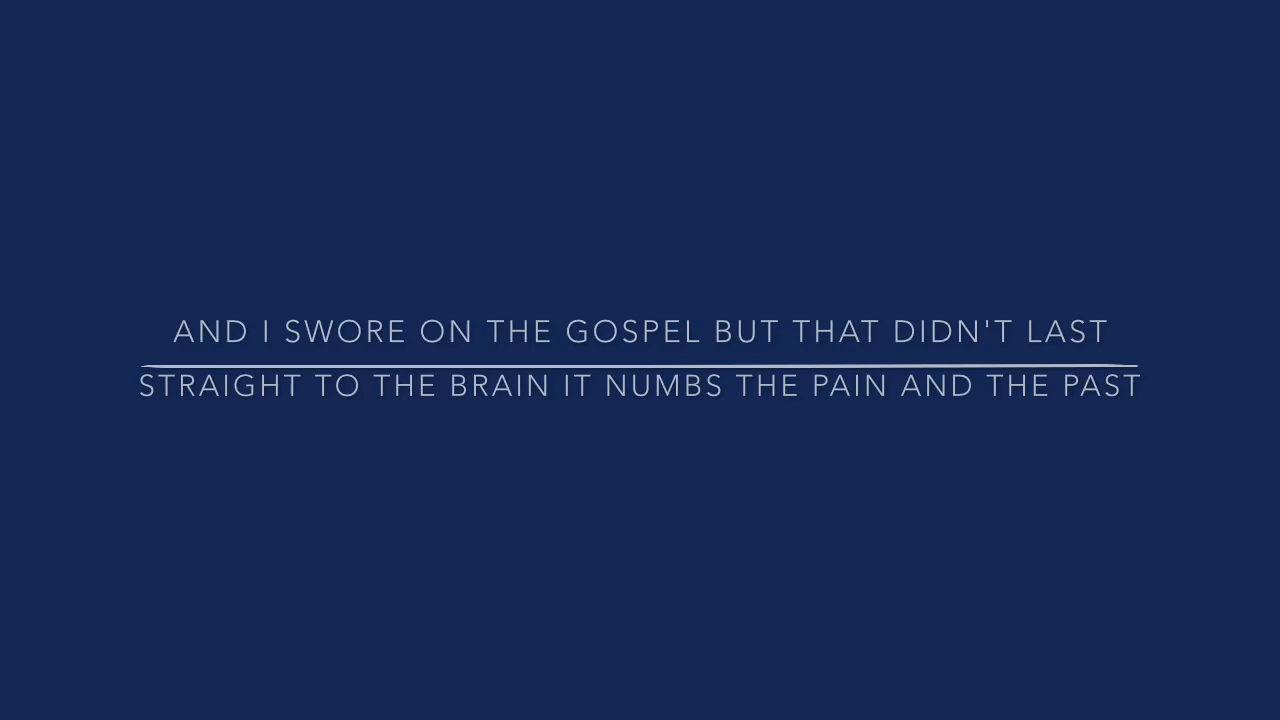 AND I SWORE ON THE GOSPEL BUT THAT DIDN'T LAST
STRAIGHT TO THE BRAIN IT NUMBS THE PAIN AND THE PAST